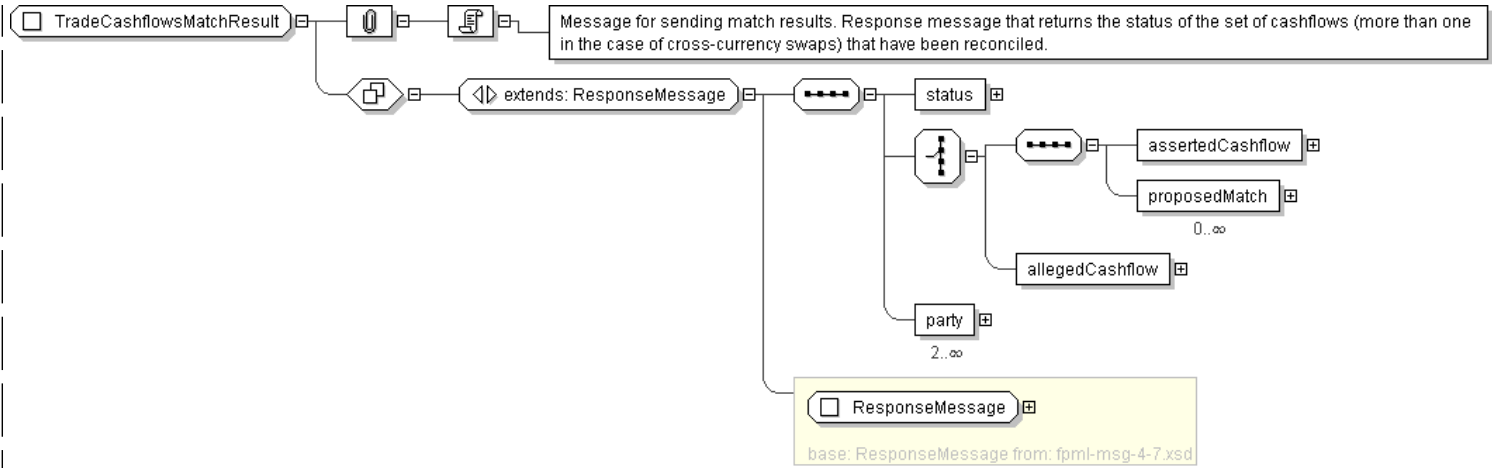 TradeCashflowsMatchResult
Message for sending match results. Response message that returns the status of the set of cashflows (more than one
in the case of cross-currency swaps) that have been reconciled.
extends: ResponseMessage
status
assertedCashflow
proposedMatch
0..∞
allegedCashflow
party
2..∞
ResponseMessage
base: ResponseMessage from: fpml-msg-4-7.xsd